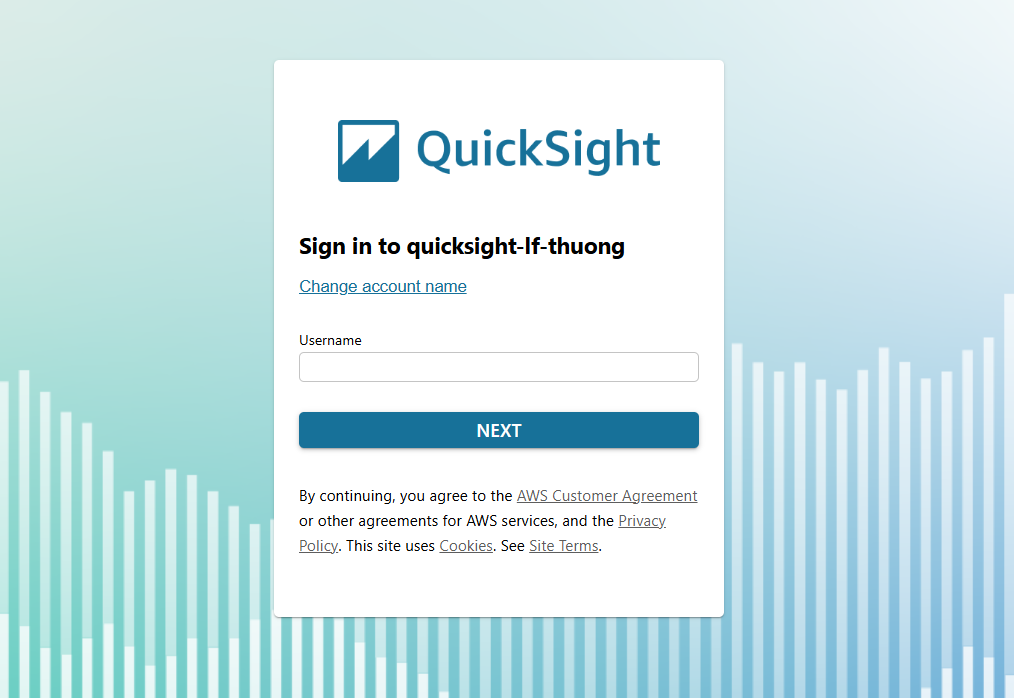 QuickSight
Sign in to quicksight-lf-thuong
Change account name
Username
NEXT
By continuing, you agree to the AWS Customer Agreement
or other agreements for AWS services, and the Privacy
Policy. This site uses Cookies. See Site Terms.